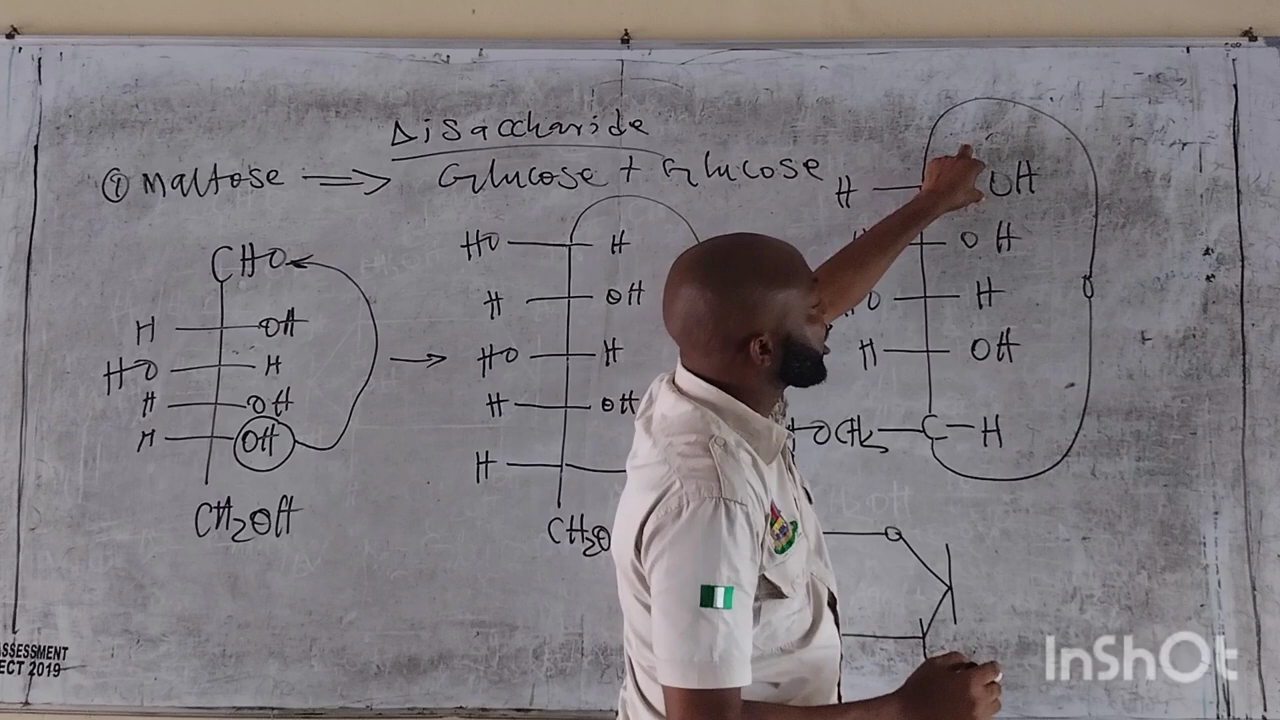 Disaccharide
① Maltose ⟹ Glucose + Glucose
CHO
H OH
HO H
H OH
H OH
CH₂OH
→
HO H
H OH
HO H
H OH
H
CH₂O
H OH
OH
O H
H OH
HOCH₂ C H
O
O
ASSESSMENT
ECT 2019
InShOt